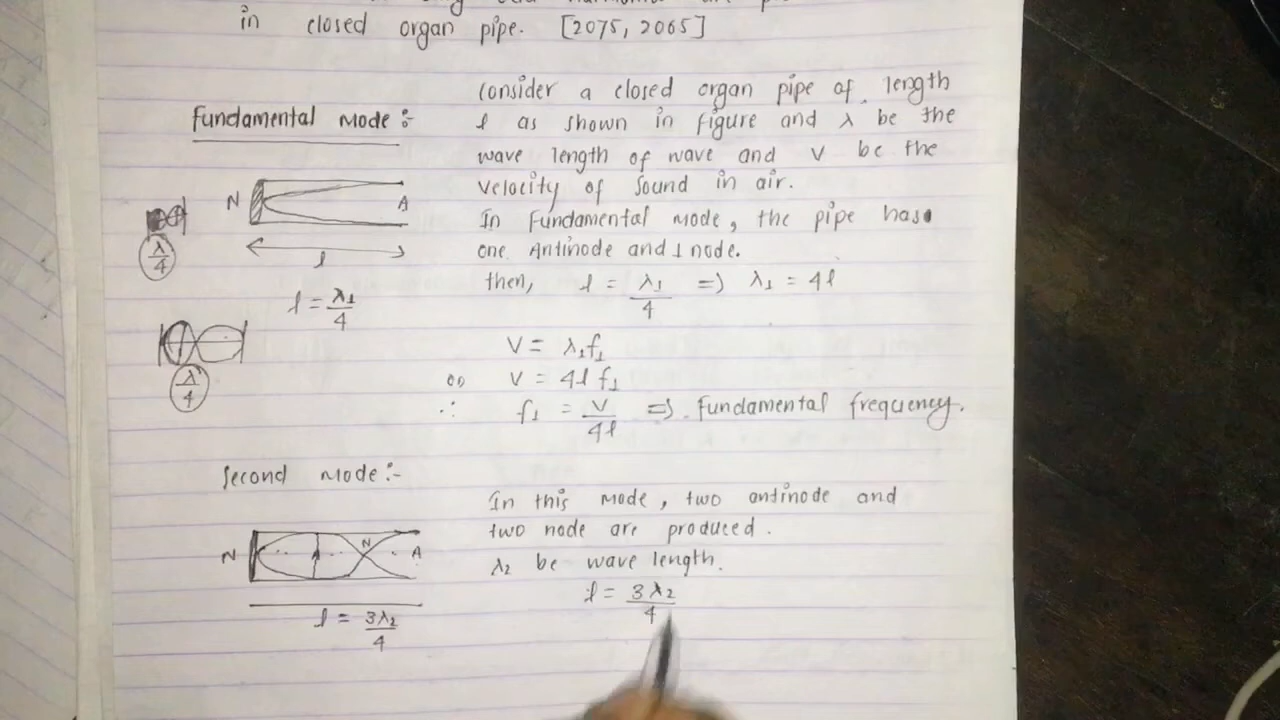 in closed organ pipe. [2075, 2065]
Fundamental Mode :-
consider a closed organ pipe of length
l as shown in figure and λ be the
wave length of wave and V be the
velocity of sound in air.
In Fundamental mode, the pipe has
one Antinode and 1 node.
then, l = λ1/4 => λ1 = 4l
N
A
l
λ/4
l = λ1/4
λ/4
V = λ1f1
or V = 4l f1
∴ f1 = V/4l => Fundamental frequency.
Second Mode :-
In this mode, two antinode and
two node are produced.
λ2 be wave length.
l = 3λ2/4
N
A
N
A
l = 3λ2/4